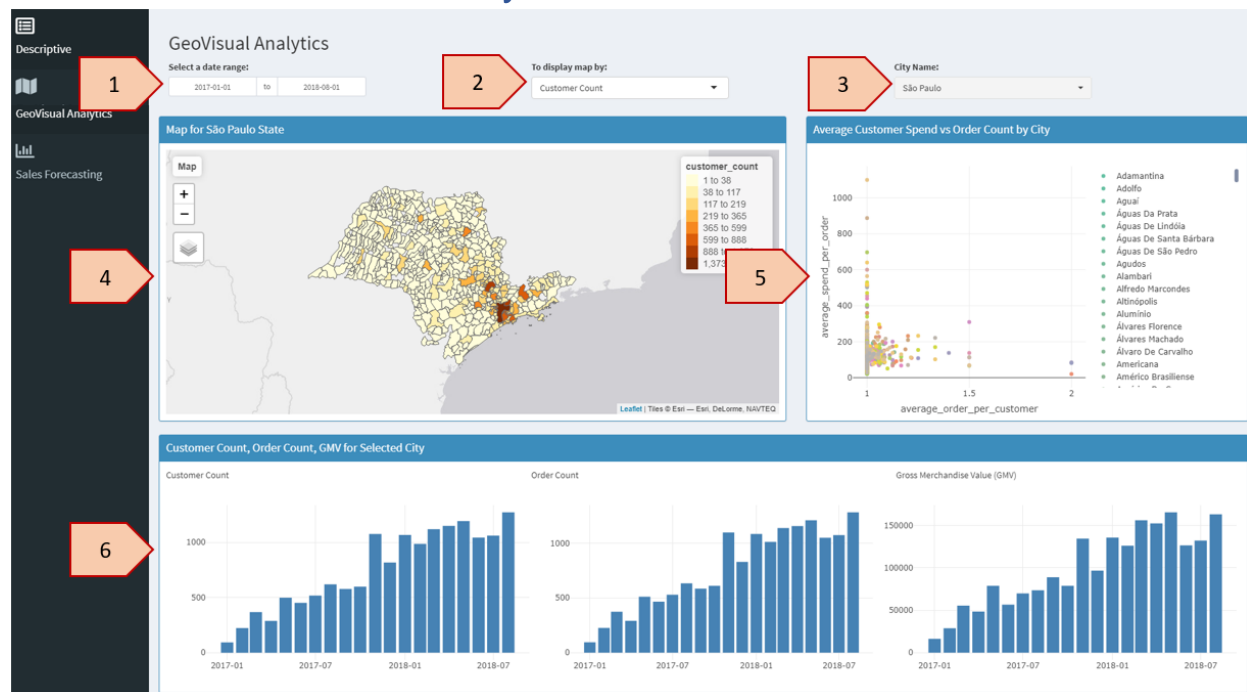 Descriptive
GeoVisual Analytics
Sales Forecasting
GeoVisual Analytics
1
Select a date range:
2017-01-01 to 2018-08-01
2
To display map by:
Customer Count
3
City Name:
São Paulo
4
Map for São Paulo State
Map
+
−
customer_count
1 to 38
38 to 117
117 to 219
219 to 365
365 to 599
599 to 888
888 to
1,373
Leaflet | Tiles © Esri — Esri, DeLorme, NAVTEQ
5
Average Customer Spend vs Order Count by City
average_spend_per_order
1000
800
600
400
200
0
1 1.5 2
average_order_per_customer
Adamantina
Adolfo
Aguaí
Águas Da Prata
Águas De Lindóia
Águas De Santa Bárbara
Águas De São Pedro
Agudos
Alambari
Alfredo Marcondes
Altinópolis
Alumínio
Álvares Florence
Álvares Machado
Álvaro De Carvalho
Americana
Américo Brasiliense
6
Customer Count, Order Count, GMV for Selected City
Customer Count
1000
500
0
2017-01 2017-07 2018-01 2018-07
Order Count
1000
500
0
2017-01 2017-07 2018-01 2018-07
Gross Merchandise Value (GMV)
150000
100000
50000
0
2017-01 2017-07 2018-01 2018-07